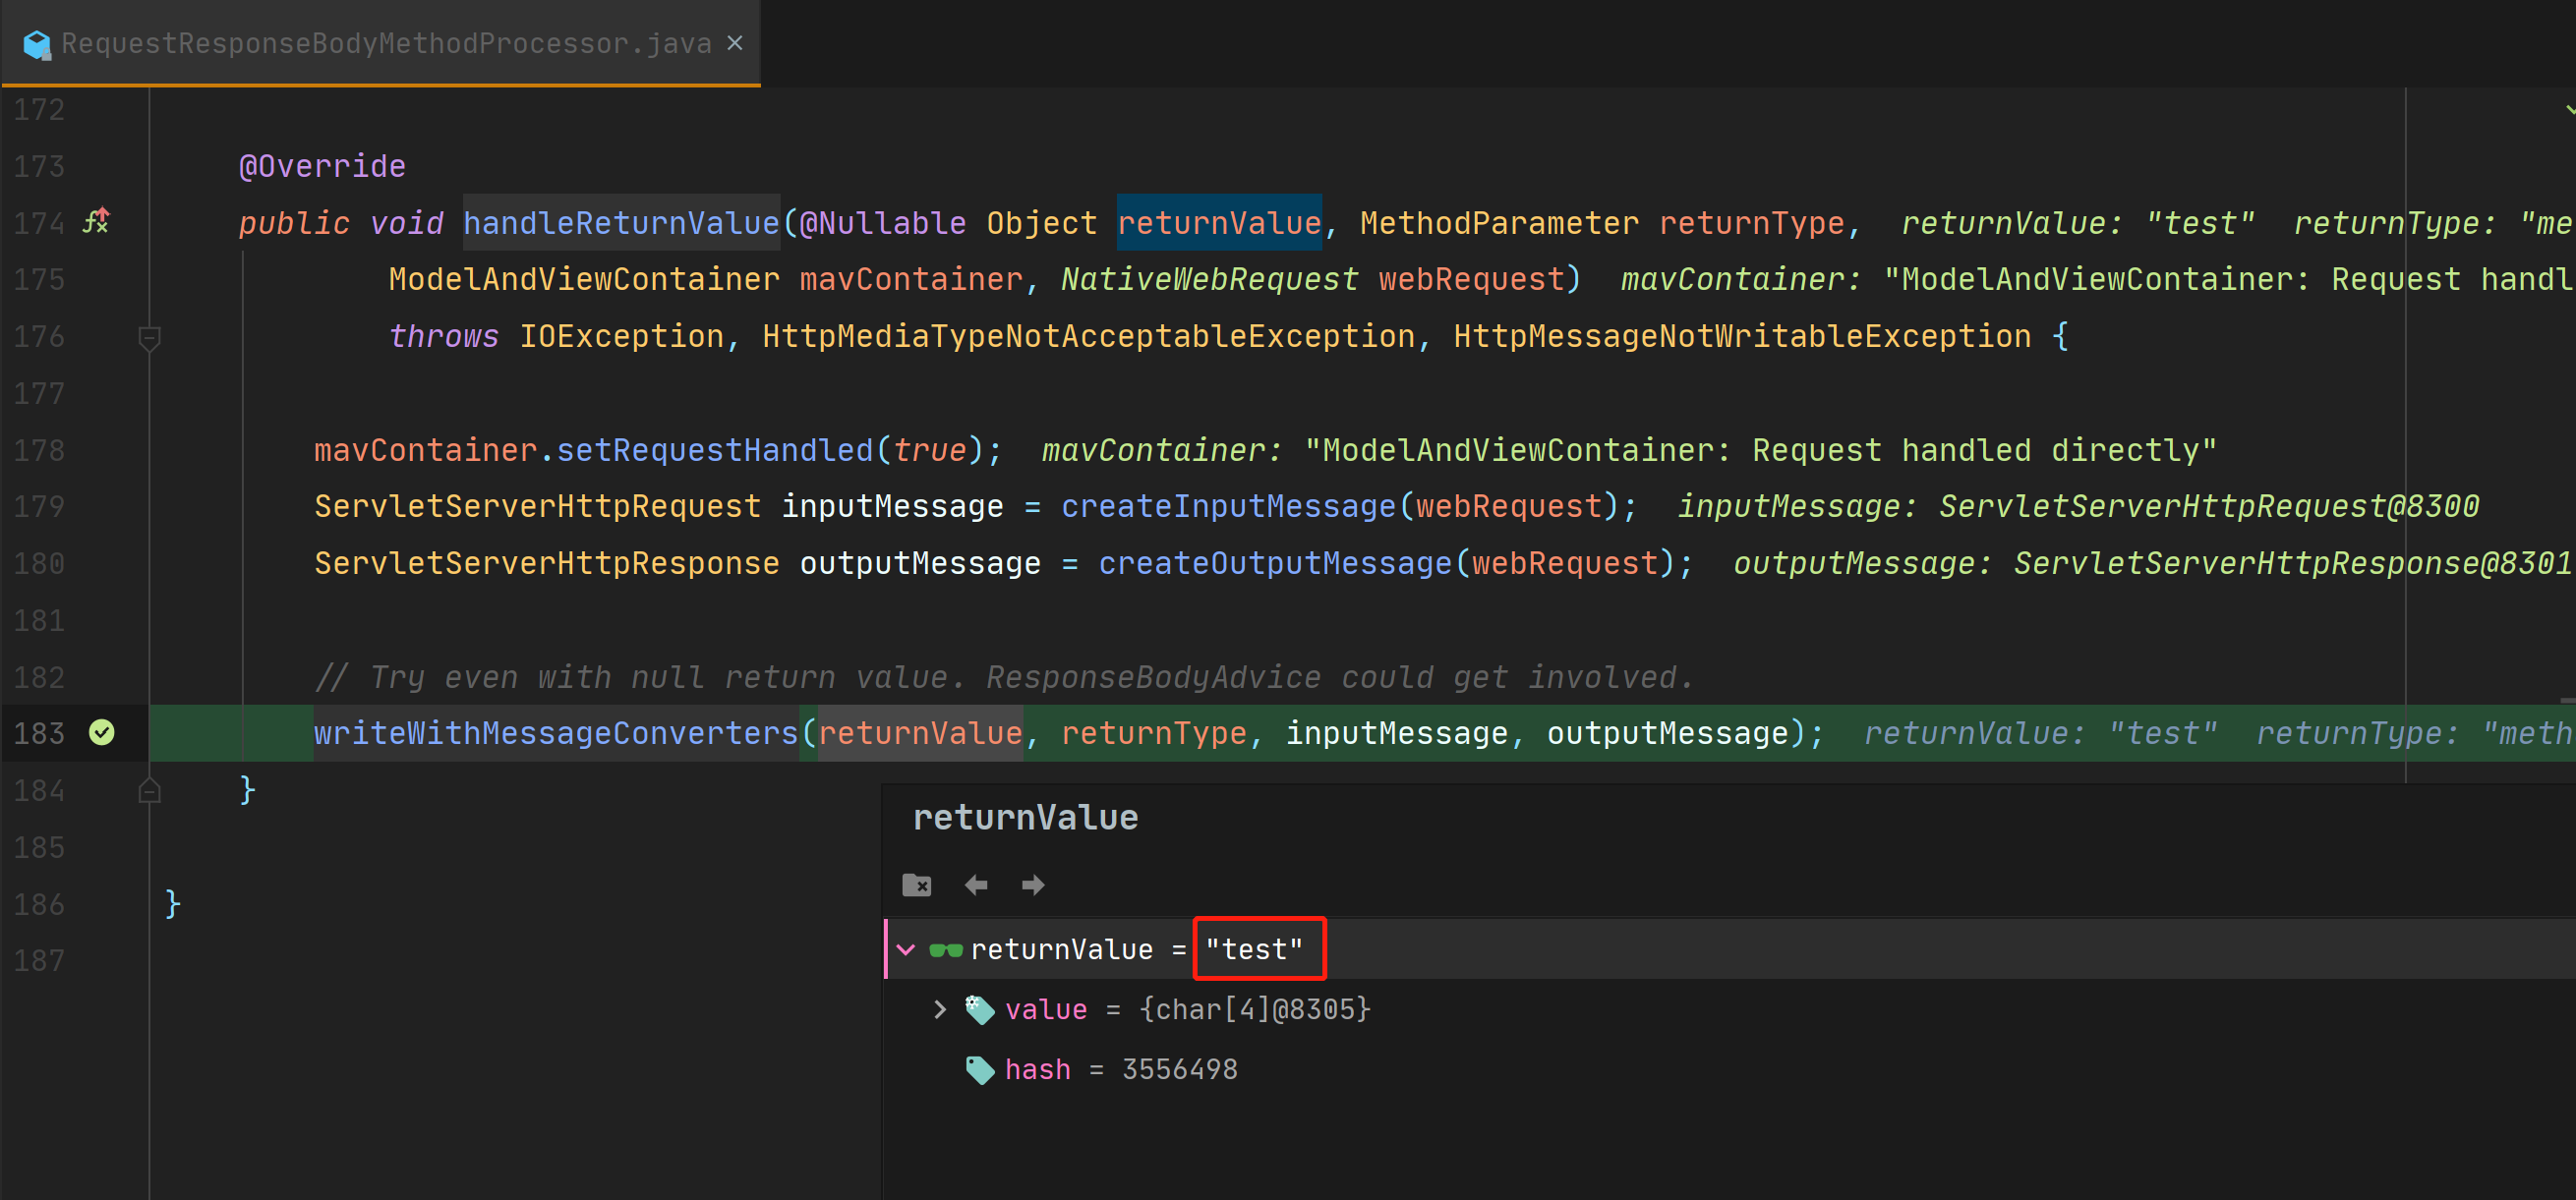 RequestResponseBodyMethodProcessor.java
172
173 @Override
174 public void handleReturnValue(@Nullable Object returnValue, MethodParameter returnType, returnValue: "test" returnType: "me
175 ModelAndViewContainer mavContainer, NativeWebRequest webRequest) mavContainer: "ModelAndViewContainer: Request handl
176 throws IOException, HttpMediaTypeNotAcceptableException, HttpMessageNotWritableException {
177
178 mavContainer.setRequestHandled(true); mavContainer: "ModelAndViewContainer: Request handled directly"
179 ServletServerHttpRequest inputMessage = createInputMessage(webRequest); inputMessage: ServletServerHttpRequest@8300
180 ServletServerHttpResponse outputMessage = createOutputMessage(webRequest); outputMessage: ServletServerHttpResponse@8301
181
182 // Try even with null return value. ResponseBodyAdvice could get involved.
183 writeWithMessageConverters(returnValue, returnType, inputMessage, outputMessage); returnValue: "test" returnType: "meth
184 }
185
186 }
187
returnValue
returnValue = "test"
value = {char[4]@8305}
hash = 3556498